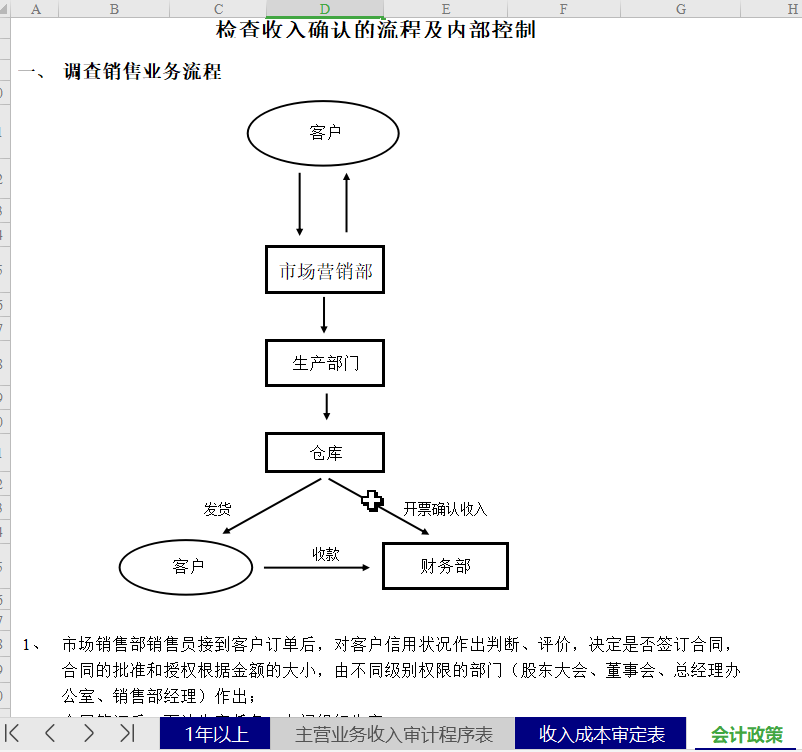 A B C D E F G H
检查收入确认的流程及内部控制
一、 调查销售业务流程
客户
市场营销部
生产部门
仓库
发货 开票确认收入
客户 收款 财务部
1、 市场销售部销售员接到客户订单后，对客户信用状况作出判断、评价，决定是否签订合同，
合同的批准和授权根据金额的大小，由不同级别权限的部门（股东大会、董事会、总经理办
公室、销售部经理）作出；
1年以上 主营业务收入审计程序表 收入成本审定表 会计政策